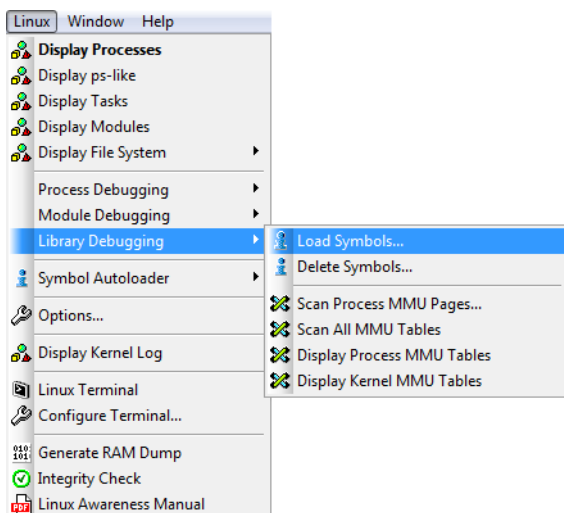 Linux Window Help
Display Processes
Display ps-like
Display Tasks
Display Modules
Display File System
Process Debugging
Module Debugging
Library Debugging
Load Symbols...
Delete Symbols...
Scan Process MMU Pages...
Scan All MMU Tables
Display Process MMU Tables
Display Kernel MMU Tables
Symbol Autoloader
Options...
Display Kernel Log
Linux Terminal
Configure Terminal...
Generate RAM Dump
Integrity Check
Linux Awareness Manual